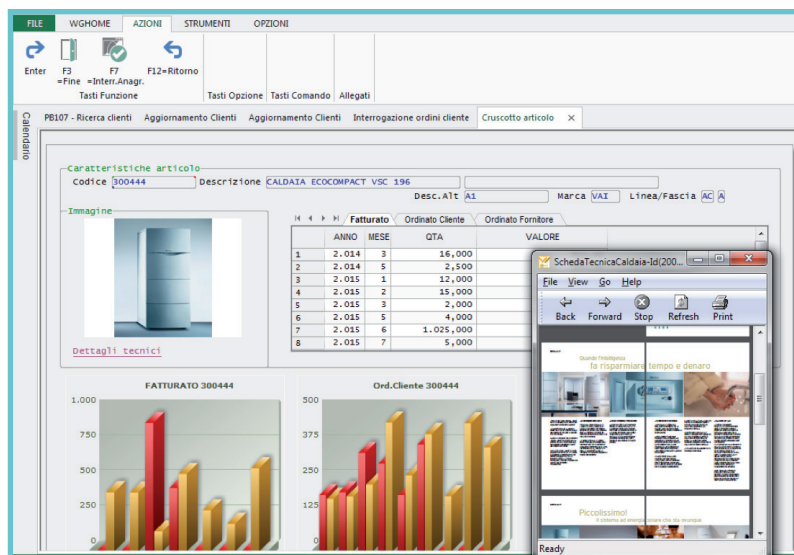 FILE WGHOME AZIONI STRUMENTI OPZIONI
Enter F3 =Fine F7 =Interr.Anagr. F12=Ritorno
Tasti Funzione Tasti Opzione Tasti Comando Allegati
Calendario
PB107 - Ricerca clienti Aggiornamento Clienti Aggiornamento Clienti Interrogazione ordini cliente Cruscotto articolo
Caratteristiche articolo
Codice 300444 Descrizione CALDAIA ECOCOMPACT VSC 196
Desc.Alt A1 Marca VAI Linea/Fascia AC A
Immagine
Dettagli tecnici
Fatturato Ordinato Cliente Ordinato Fornitore
ANNO MESE QTA VALORE
1 2.014 3 16,000
2 2.014 5 2,500
3 2.015 1 12,000
4 2.015 2 15,000
5 2.015 3 2,000
6 2.015 5 4,000
7 2.015 6 1.025,000
8 2.015 7 5,000
SchedaTecnicaCaldaia-Id(200...
File View Go Help
Back Forward Stop Refresh Print
Quando l'intelligenza
fa risparmiare tempo e denaro
Piccolissimo!
Ready
FATTURATO 300444
1.000
750
500
250
0
Ord.Cliente 300444
500
375
250
125
0